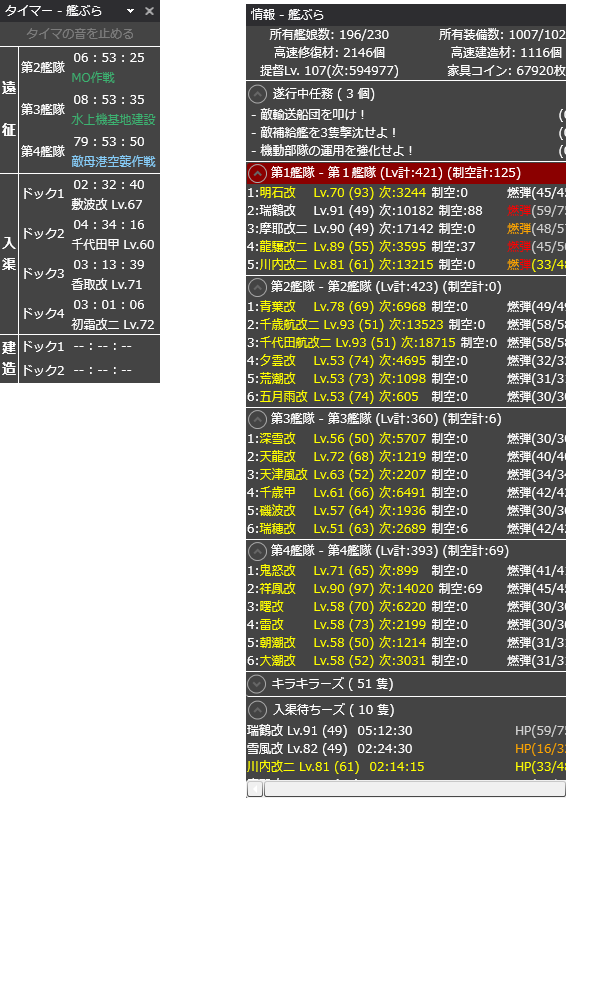 タイマー - 艦ぶら
タイマの音を止める
遠征
第2艦隊 06：53：25
MO作戦
第3艦隊 08：53：35
水上機基地建設
第4艦隊 79：53：50
敵母港空襲作戦
入渠
ドック1 02：32：40
敷波改 Lv.67
ドック2 04：34：16
千代田甲 Lv.60
ドック3 03：13：39
香取改 Lv.71
ドック4 03：01：06
初霜改二 Lv.72
建造
ドック1 --：--：--
ドック2 --：--：--
情報 - 艦ぶら
所有艦娘数: 196/230 所有装備数: 1007/102
高速修復材: 2146個 高速建造材: 1116個
提督Lv. 107(次:594977) 家具コイン: 67920枚
遂行中任務 ( 3 個)
- 敵輸送船団を叩け！
- 敵補給艦を3隻撃沈せよ！
- 機動部隊の運用を強化せよ！
第1艦隊 - 第１艦隊 (Lv計:421) (制空計:125)
1:明石改 Lv.70 (93) 次:3244 制空:0 燃弾(45/45
2:瑞鶴改 Lv.91 (49) 次:10182 制空:88 燃弾(59/75
3:摩耶改二 Lv.90 (49) 次:17142 制空:0 燃弾(48/57
4:龍驤改二 Lv.89 (55) 次:3595 制空:37 燃弾(45/50
5:川内改二 Lv.81 (61) 次:13215 制空:0 燃弾(33/48
第2艦隊 - 第2艦隊 (Lv計:423) (制空計:0)
1:青葉改 Lv.78 (69) 次:6968 制空:0 燃弾(49/49
2:千歳航改二 Lv.93 (51) 次:13523 制空:0 燃弾(58/58
3:千代田航改二 Lv.93 (51) 次:18715 制空:0 燃弾(58/58
4:夕雲改 Lv.53 (74) 次:4695 制空:0 燃弾(32/32
5:荒潮改 Lv.53 (73) 次:1098 制空:0 燃弾(31/31
6:五月雨改 Lv.53 (74) 次:605 制空:0 燃弾(30/30
第3艦隊 - 第3艦隊 (Lv計:360) (制空計:6)
1:深雪改 Lv.56 (50) 次:5707 制空:0 燃弾(30/30
2:天龍改 Lv.72 (68) 次:1219 制空:0 燃弾(40/40
3:天津風改 Lv.63 (52) 次:2207 制空:0 燃弾(34/34
4:千歳甲 Lv.61 (66) 次:6491 制空:0 燃弾(42/42
5:磯波改 Lv.57 (64) 次:1936 制空:0 燃弾(30/30
6:瑞穂改 Lv.51 (63) 次:2689 制空:6 燃弾(42/42
第4艦隊 - 第4艦隊 (Lv計:393) (制空計:69)
1:鬼怒改 Lv.71 (65) 次:899 制空:0 燃弾(41/41
2:祥鳳改 Lv.90 (97) 次:14020 制空:69 燃弾(45/45
3:曙改 Lv.58 (70) 次:6220 制空:0 燃弾(30/30
4:雷改 Lv.58 (73) 次:2199 制空:0 燃弾(30/30
5:朝潮改 Lv.58 (50) 次:1214 制空:0 燃弾(31/31
6:大潮改 Lv.58 (52) 次:3031 制空:0 燃弾(31/31
キラキラーズ ( 51 隻)
入渠待ちーズ ( 10 隻)
瑞鶴改 Lv.91 (49) 05:12:30 HP(59/75
雪風改 Lv.82 (49) 02:24:30 HP(16/3
川内改二 Lv.81 (61) 02:14:15 HP(33/48